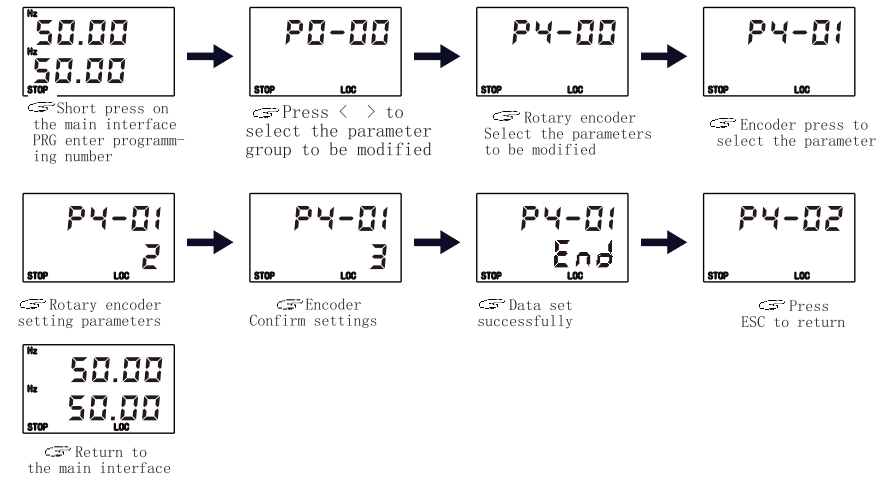 Hz
50.00
Hz
50.00
STOP
Short press on
the main interface
PRG enter programm-
ing number
P0-00
STOP LOC
Press < > to
select the parameter
group to be modified
P4-00
STOP LOC
Rotary encoder
Select the parameters
to be modified
P4-01
STOP LOC
Encoder press to
select the parameter
P4-01
2
STOP LOC
Rotary encoder
setting parameters
P4-01
3
STOP LOC
Encoder
Confirm settings
P4-01
End
STOP LOC
Data set
successfully
P4-02
STOP LOC
Press
ESC to return
Hz
50.00
Hz
50.00
STOP LOC
Return to
the main interface